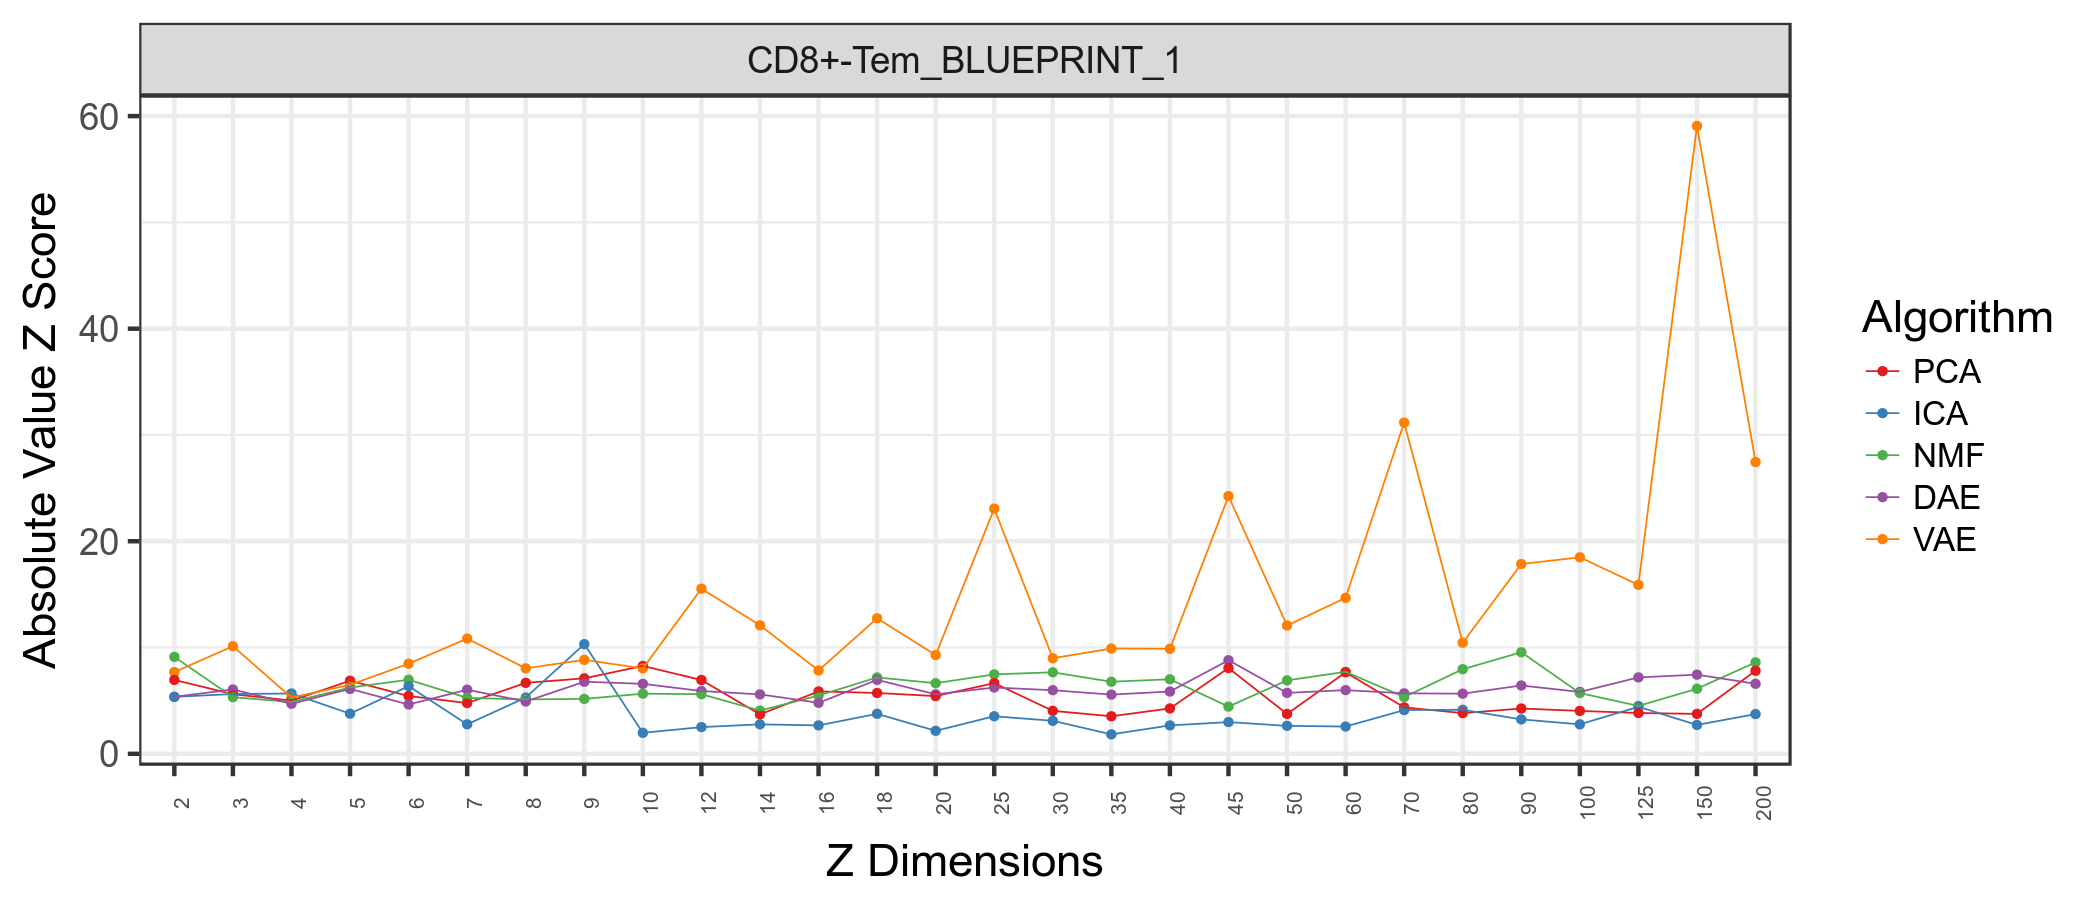 CD8+-Tem_BLUEPRINT_1
Absolute Value Z Score
60
40
20
0
2 3 4 5 6 7 8 9 10 12 14 16 18 20 25 30 35 40 45 50 60 70 80 90 100 125 150 200
Z Dimensions
Algorithm
PCA
ICA
NMF
DAE
VAE